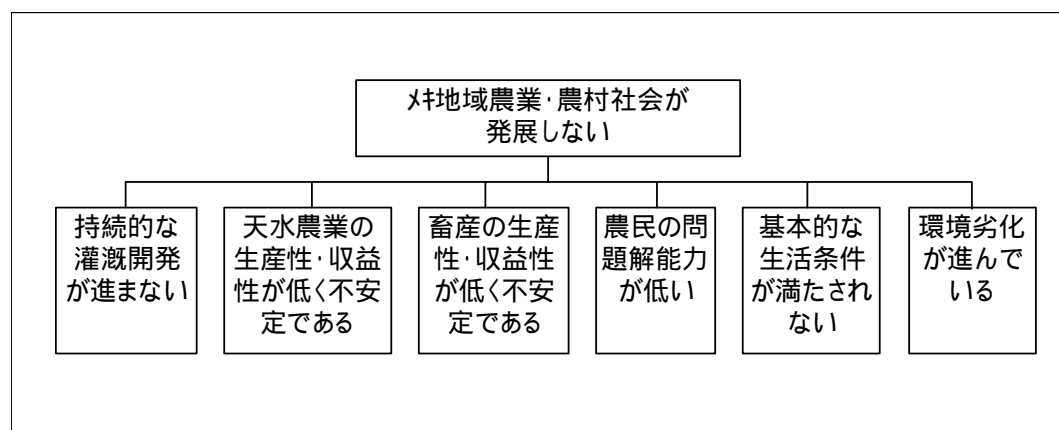 ﾒｷ地域農業･農村社会が
発展しない
持続的な
灌漑開発
が進まない
天水農業の
生産性･収益
性が低く不安
定である
畜産の生産
性･収益性
が低く不安
定である
農民の問
題解能力
が低い
基本的な
生活条件
が満たされ
ない
環境劣化
が進んで
いる